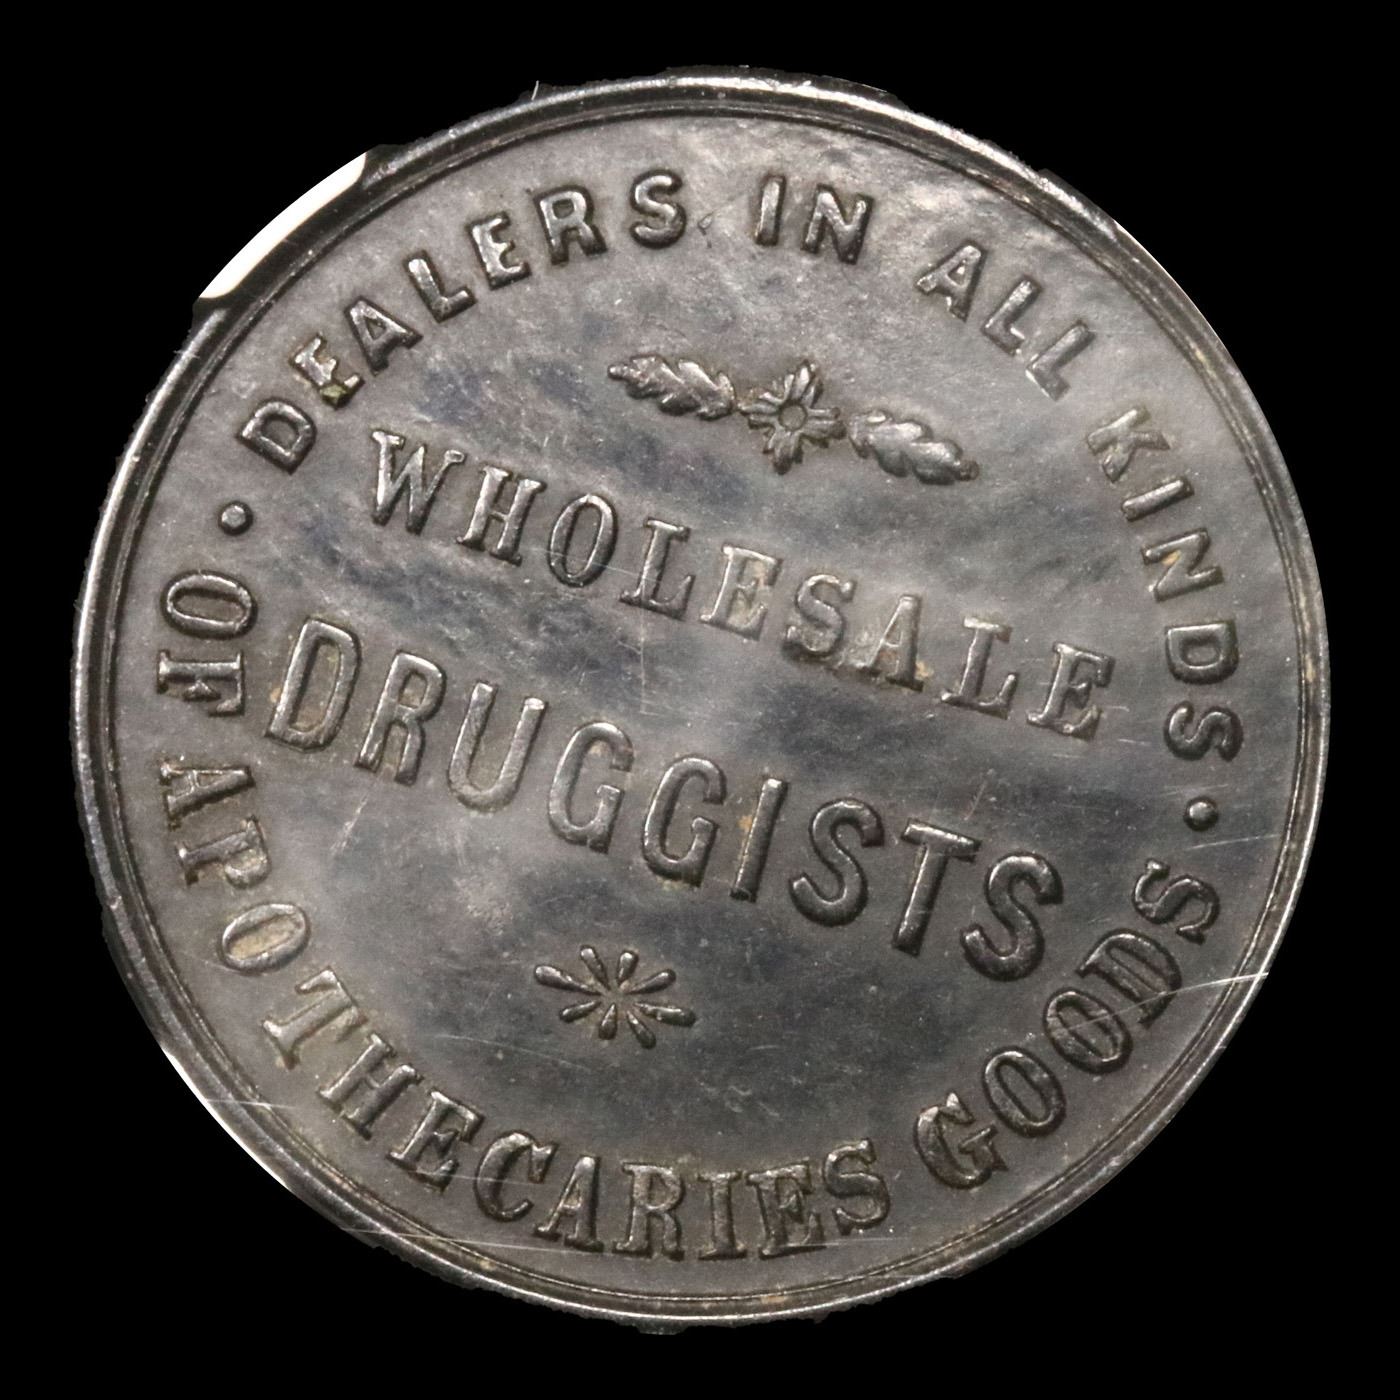 · DEALERS IN ALL KINDS ·
WHOLESALE
DRUGGISTS
OF APOTHECARIES GOODS